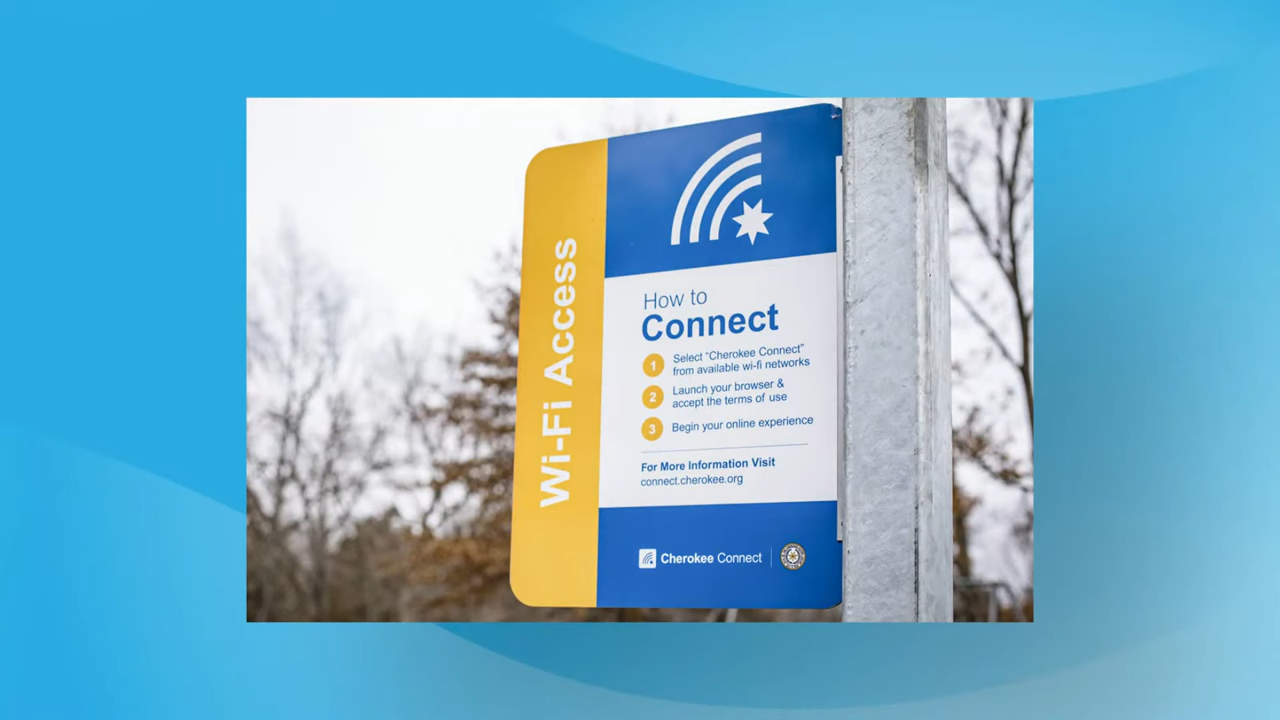 Wi-Fi Access
How to
Connect
1 Select “Cherokee Connect”
from available wi-fi networks
2 Launch your browser &
accept the terms of use
3 Begin your online experience
For More Information Visit
connect.cherokee.org
Cherokee Connect